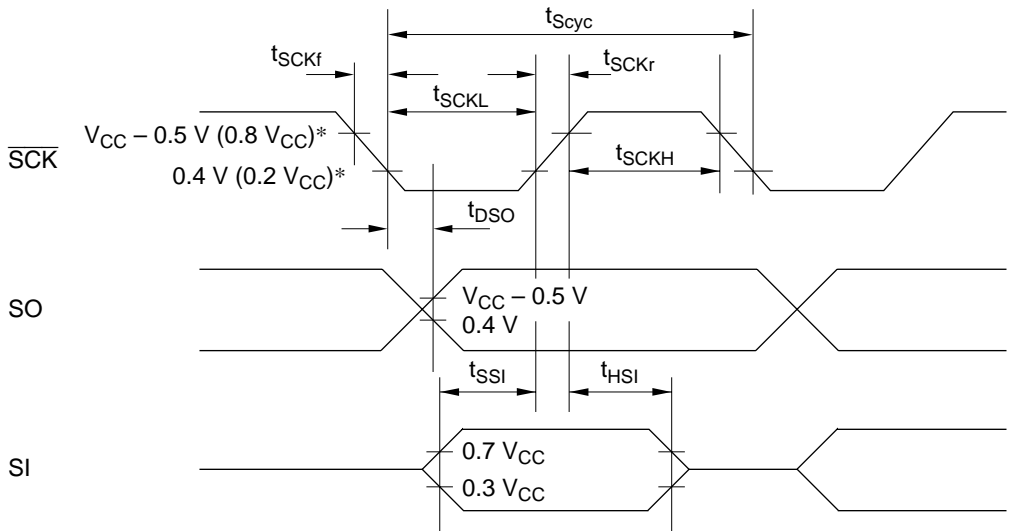 tScyc
tSCKf
tSCKr
tSCKL
VCC – 0.5 V (0.8 VCC)*
SCK
tSCKH
0.4 V (0.2 VCC)*
tDSO
SO
VCC – 0.5 V
0.4 V
tSSI
tHSI
SI
0.7 VCC
0.3 VCC